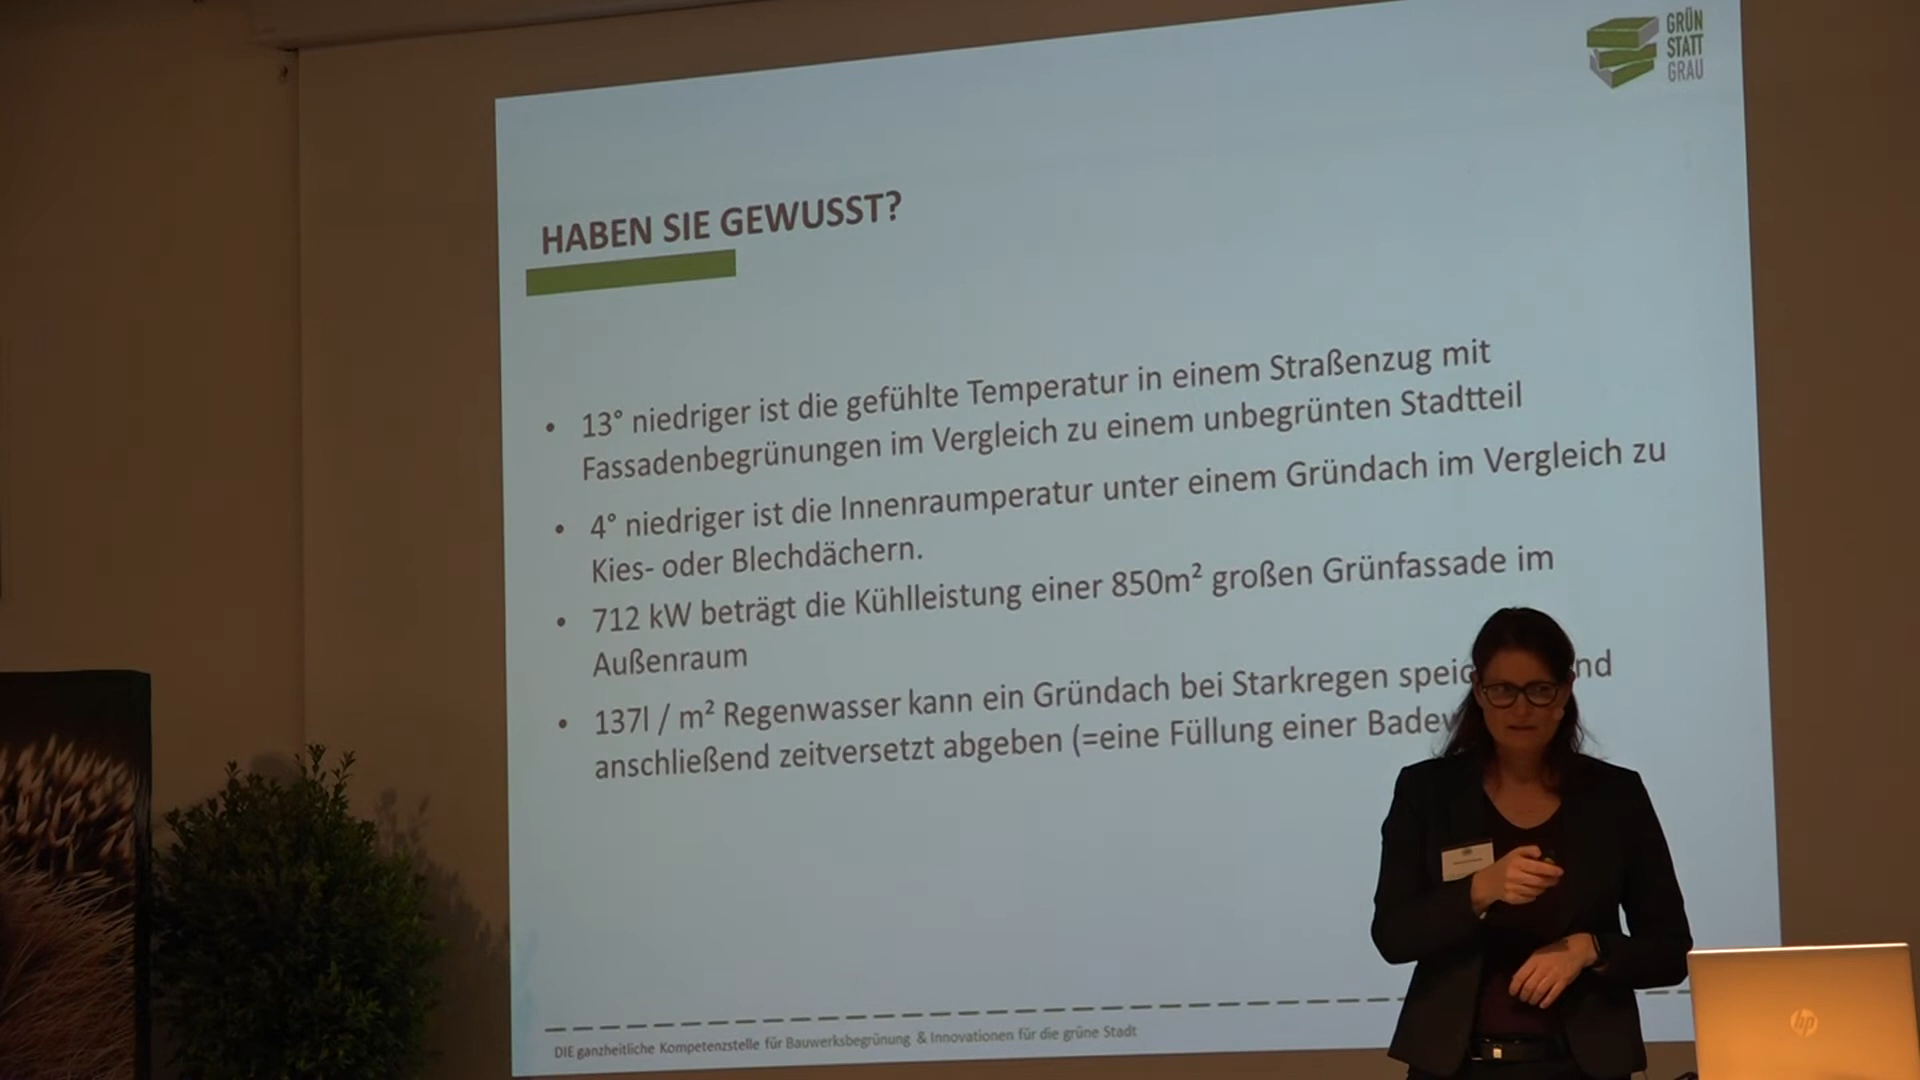 GRÜN
STATT
GRAU
HABEN SIE GEWUSST?
• 13° niedriger ist die gefühlte Temperatur in einem Straßenzug mit
Fassadenbegrünungen im Vergleich zu einem unbegrünten Stadtteil
• 4° niedriger ist die Innenraumperatur unter einem Gründach im Vergleich zu
Kies- oder Blechdächern.
• 712 kW beträgt die Kühlleistung einer 850m² großen Grünfassade im
Außenraum
• 137l / m² Regenwasser kann ein Gründach bei Starkregen
anschließend zeitversetzt abgeben (=eine Füllung einer
DIE ganzheitliche Kompetenzstelle für Bauwerksbegrünung & Innovationen für die grüne Stadt
hp